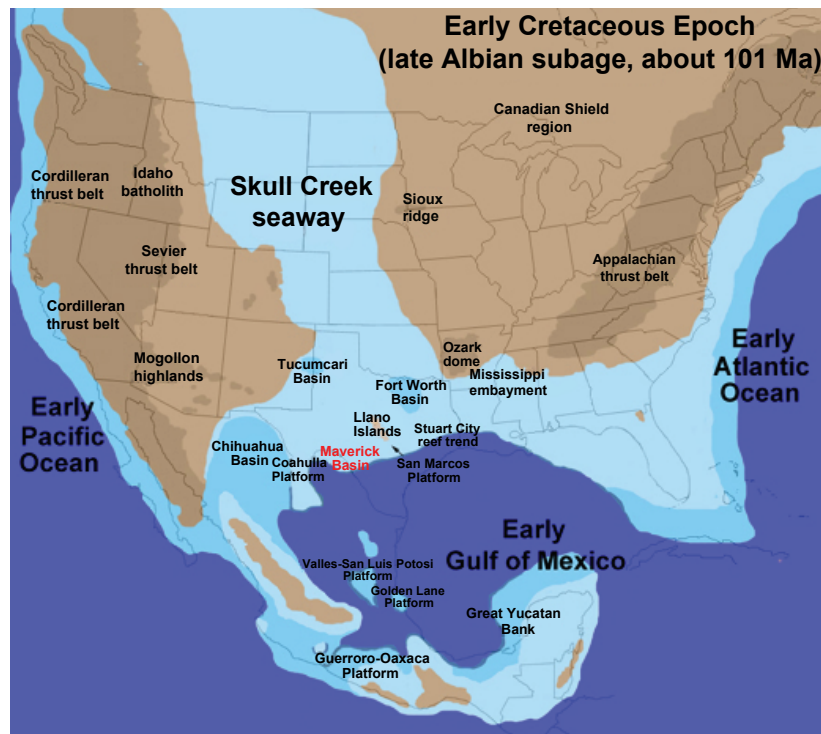 Early Cretaceous Epoch
(late Albian subage, about 101 Ma)
Canadian Shield
region
Cordilleran
thrust belt
Idaho
batholith
Skull Creek
seaway
Sioux
ridge
Sevier
thrust belt
Appalachian
thrust belt
Cordilleran
thrust belt
Mogollon
highlands
Tucumcari
Basin
Ozark
dome
Mississippi
embayment
Fort Worth
Basin
Early
Atlantic
Ocean
Early
Pacific
Ocean
Llano
Islands
Stuart City
reef trend
Chihuahua
Basin
Coahulla
Platform
Maverick
Basin
San Marcos
Platform
Early
Gulf of Mexico
Valles-San Luis Potosi
Platform
Golden Lane
Platform
Great Yucatan
Bank
Guerroro-Oaxaca
Platform